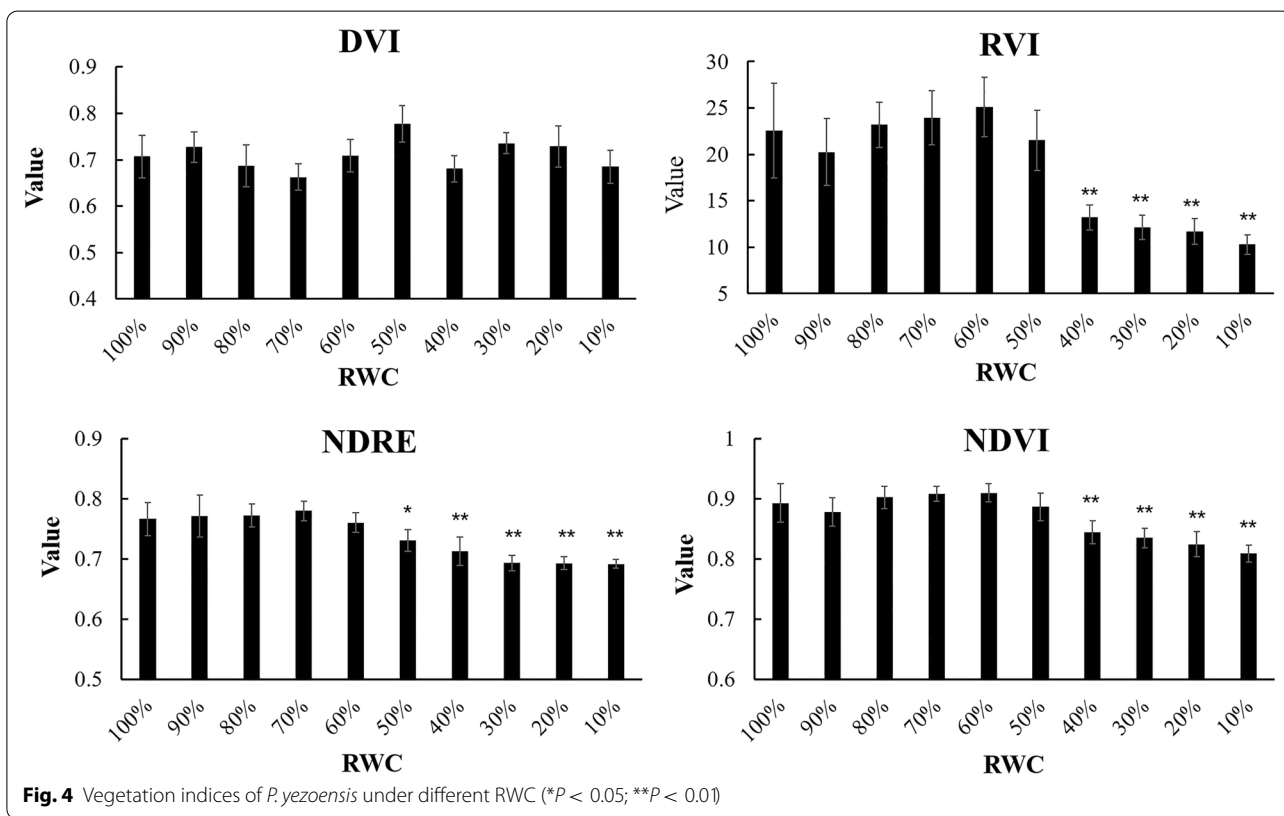 DVI
0.9
0.8
0.7
0.6
0.5
0.4
Value
100% 90% 80% 70% 60% 50% 40% 30% 20% 10%
RWC
RVI
30
25
20
15
10
5
Value
** ** ** **
100% 90% 80% 70% 60% 50% 40% 30% 20% 10%
RWC
NDRE
0.9
0.8
0.7
0.6
0.5
Value
* ** ** ** **
100% 90% 80% 70% 60% 50% 40% 30% 20% 10%
RWC
NDVI
1
0.9
0.8
0.7
0.6
Value
** ** ** **
100% 90% 80% 70% 60% 50% 40% 30% 20% 10%
RWC
Fig. 4 Vegetation indices of P. yezoensis under different RWC (*P < 0.05; **P < 0.01)